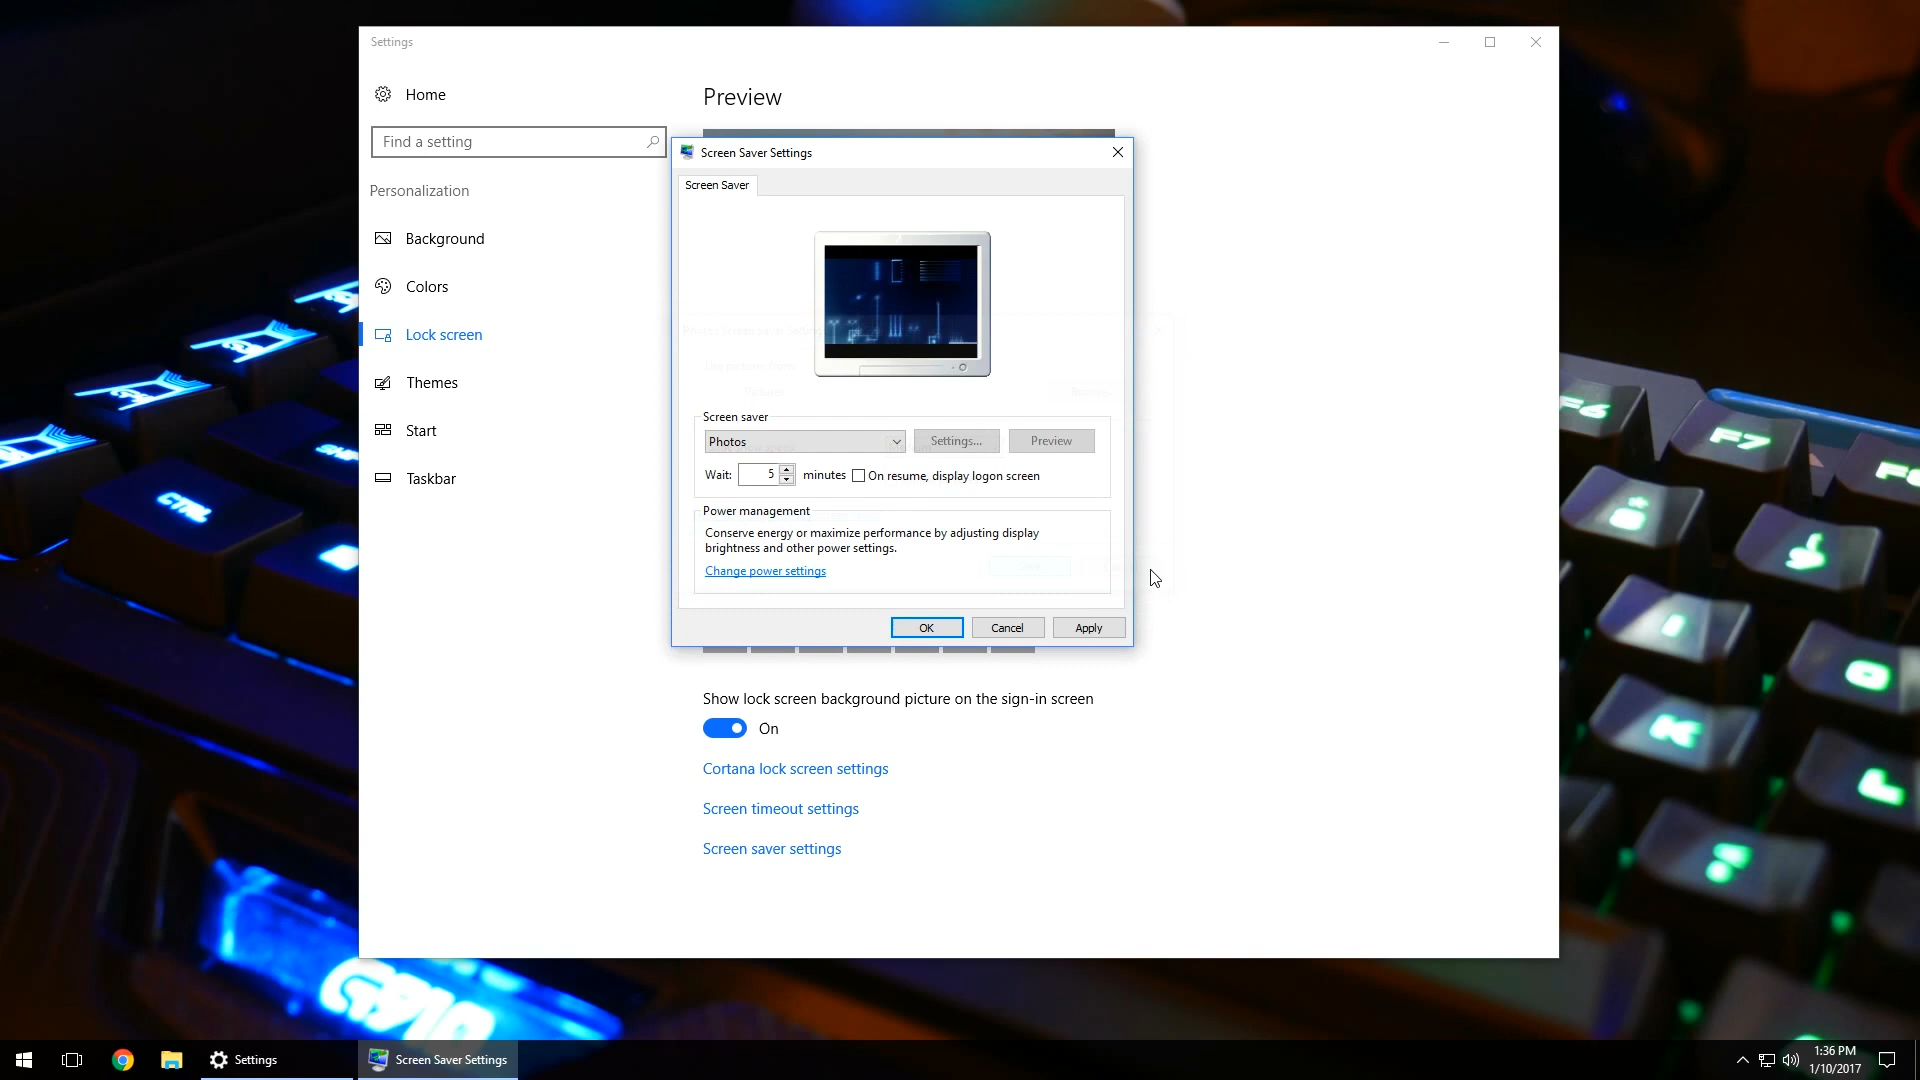 Settings
Home
Find a setting
Personalization
Background
Colors
Lock screen
Themes
Start
Taskbar
Preview
Screen Saver Settings
Screen Saver
Screen saver
Photos
Settings...
Preview
Wait:
5
minutes
On resume, display logon screen
Power management
Conserve energy or maximize performance by adjusting display
brightness and other power settings.
Change power settings
OK
Cancel
Apply
Show lock screen background picture on the sign-in screen
On
Cortana lock screen settings
Screen timeout settings
Screen saver settings
CTRL
F6
F7
8
I
O
K
Settings
Screen Saver Settings
1:36 PM
1/10/2017